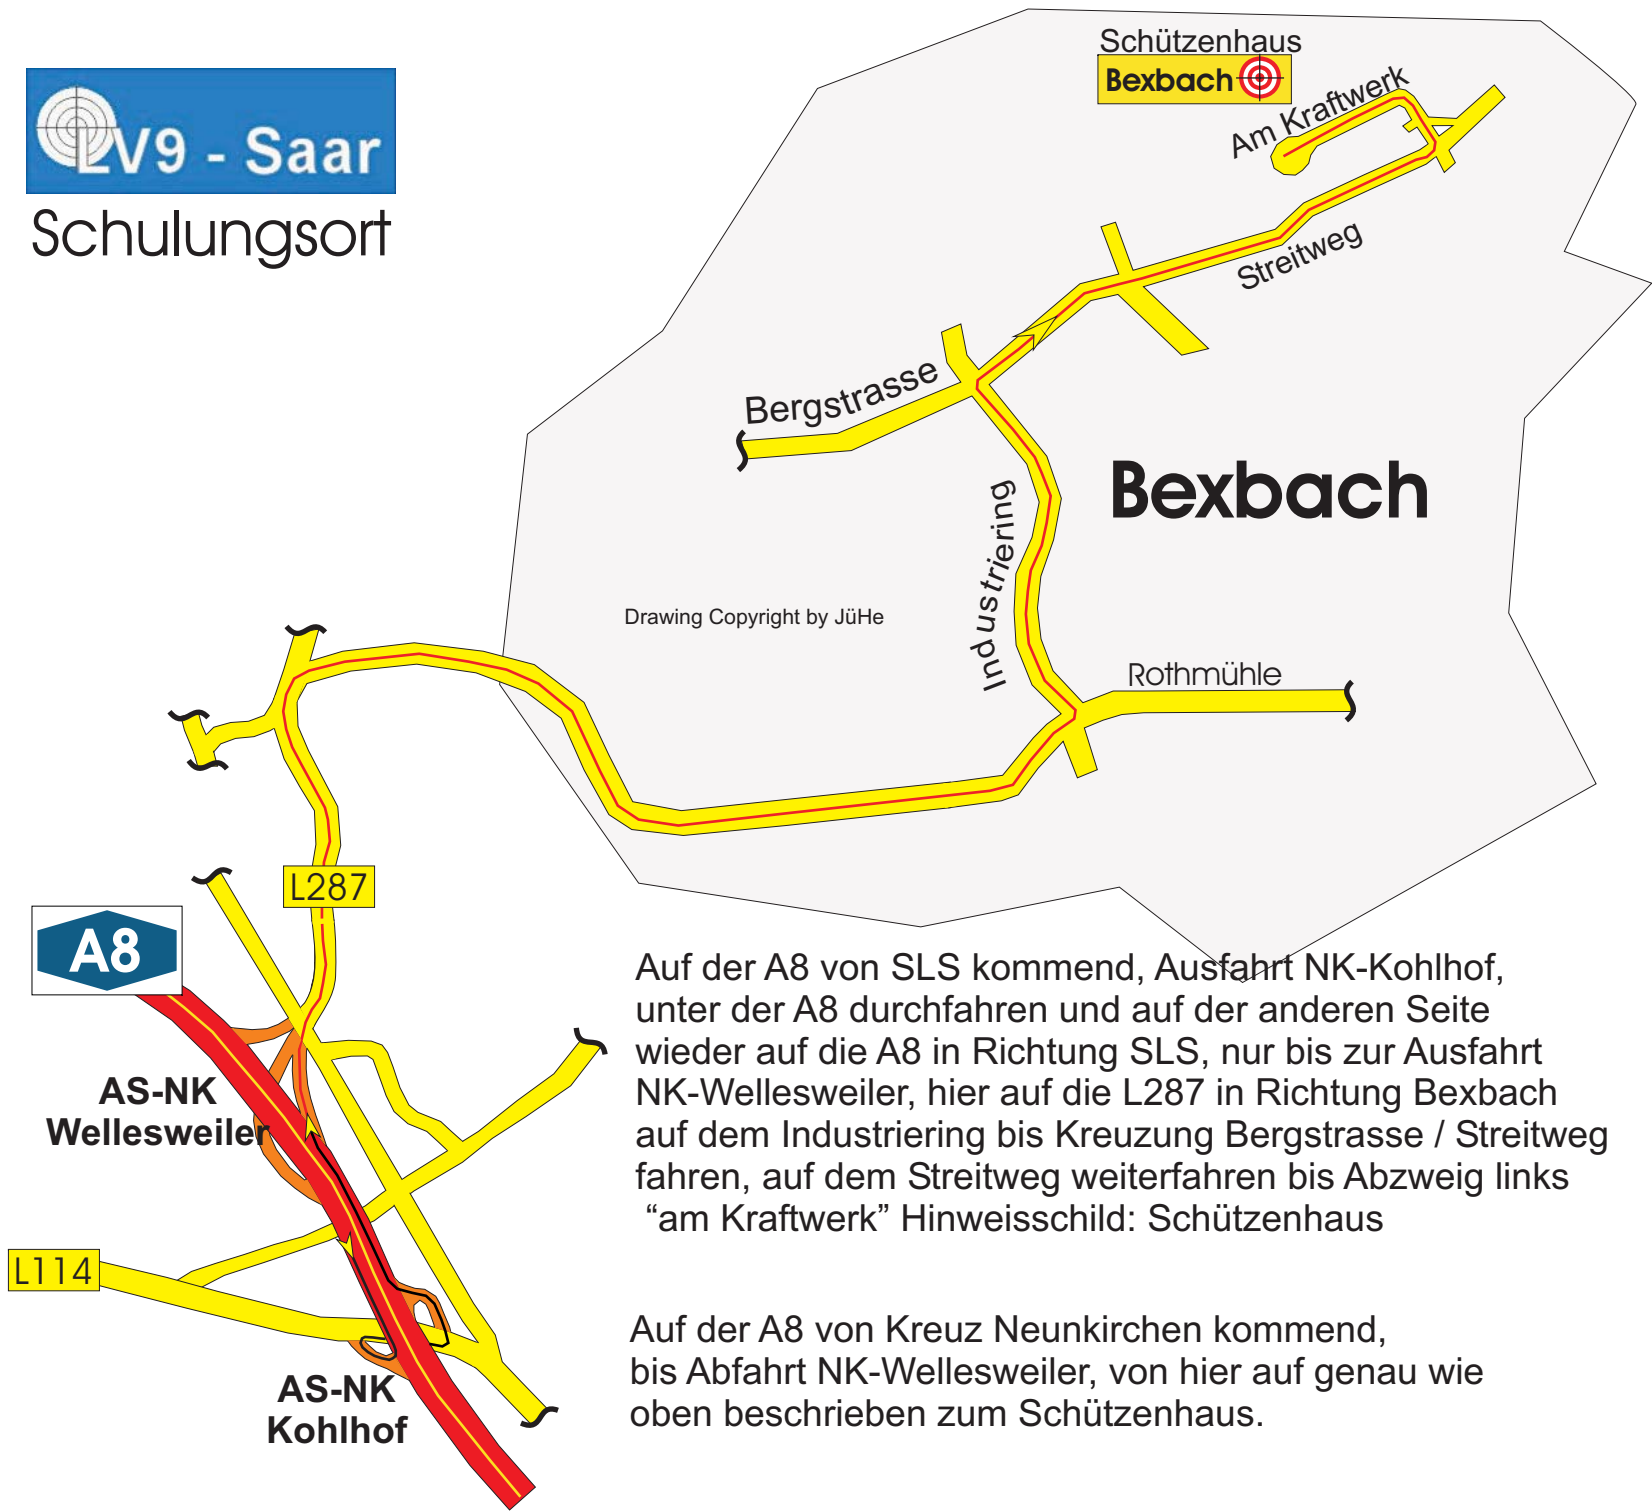 LV9 - Saar
Schulungsort
Schützenhaus
Bexbach
Am Kraftwerk
Streitweg
Bergstrasse
Bexbach
Industriering
Drawing Copyright by JüHe
Rothmühle
L287
A8
AS-NK
Wellesweiler
L114
AS-NK
Kohlhof
Auf der A8 von SLS kommend, Ausfahrt NK-Kohlhof,
unter der A8 durchfahren und auf der anderen Seite
wieder auf die A8 in Richtung SLS, nur bis zur Ausfahrt
NK-Wellesweiler, hier auf die L287 in Richtung Bexbach
auf dem Industriering bis Kreuzung Bergstrasse / Streitweg
fahren, auf dem Streitweg weiterfahren bis Abzweig links
“am Kraftwerk” Hinweisschild: Schützenhaus
Auf der A8 von Kreuz Neunkirchen kommend,
bis Abfahrt NK-Wellesweiler, von hier auf genau wie
oben beschrieben zum Schützenhaus.